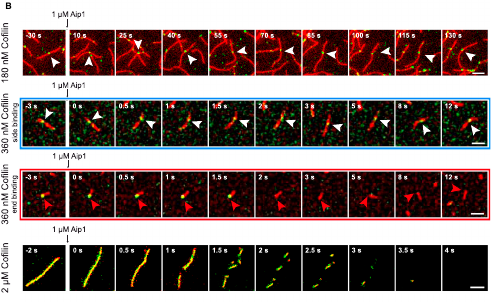 B
1 μM Aip1
180 nM Cofilin
-30 s 10 s 25 s 40 s 55 s 70 s 65 s 100 s 115 s 130 s
1 μM Aip1
360 nM Cofilin
side binding
-3 s 0 s 0.5 s 1 s 1.5 s 2 s 3 s 5 s 8 s 12 s
1 μM Aip1
360 nM Cofilin
end binding
-3 s 0 s 0.5 s 1 s 1.5 s 2 s 3 s 5 s 8 s 12 s
1 μM Aip1
2 μM Cofilin
-2 s 0 s 0.5 s 1 s 1.5 s 2 s 2.5 s 3 s 3.5 s 4 s